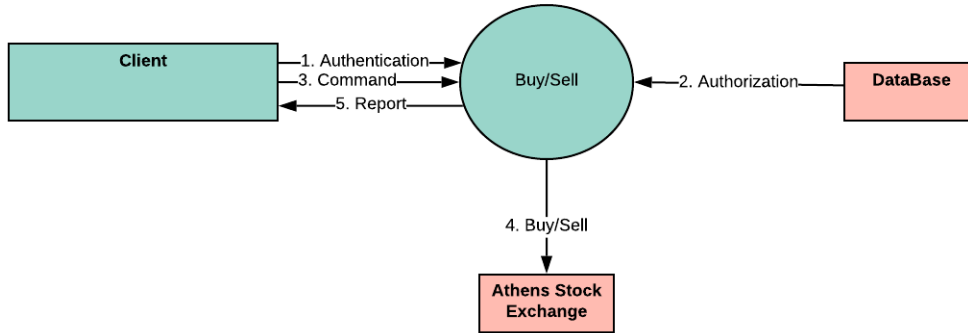 Client
1. Authentication
3. Command
5. Report
Buy/Sell
2. Authorization
DataBase
4. Buy/Sell
Athens Stock
Exchange